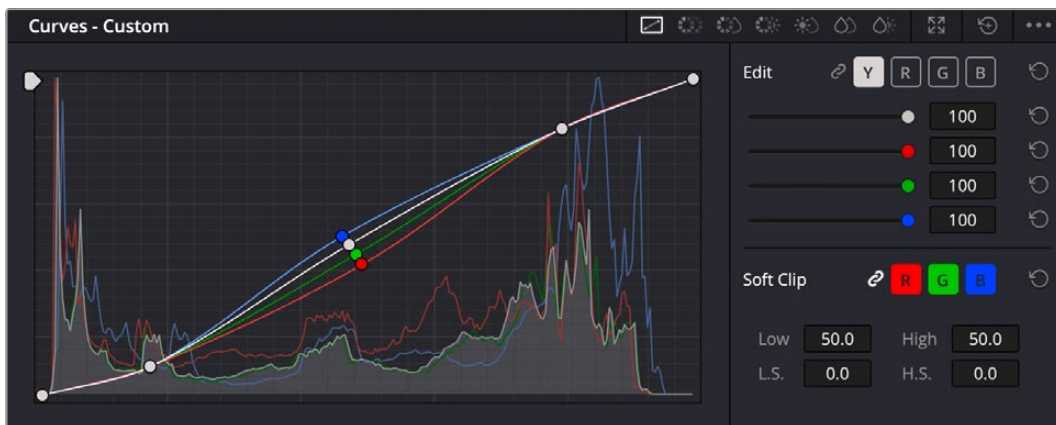 Curves - Custom
Edit Y R G B
100
100
100
100
Soft Clip R G B
Low 50.0 High 50.0
L.S. 0.0 H.S. 0.0